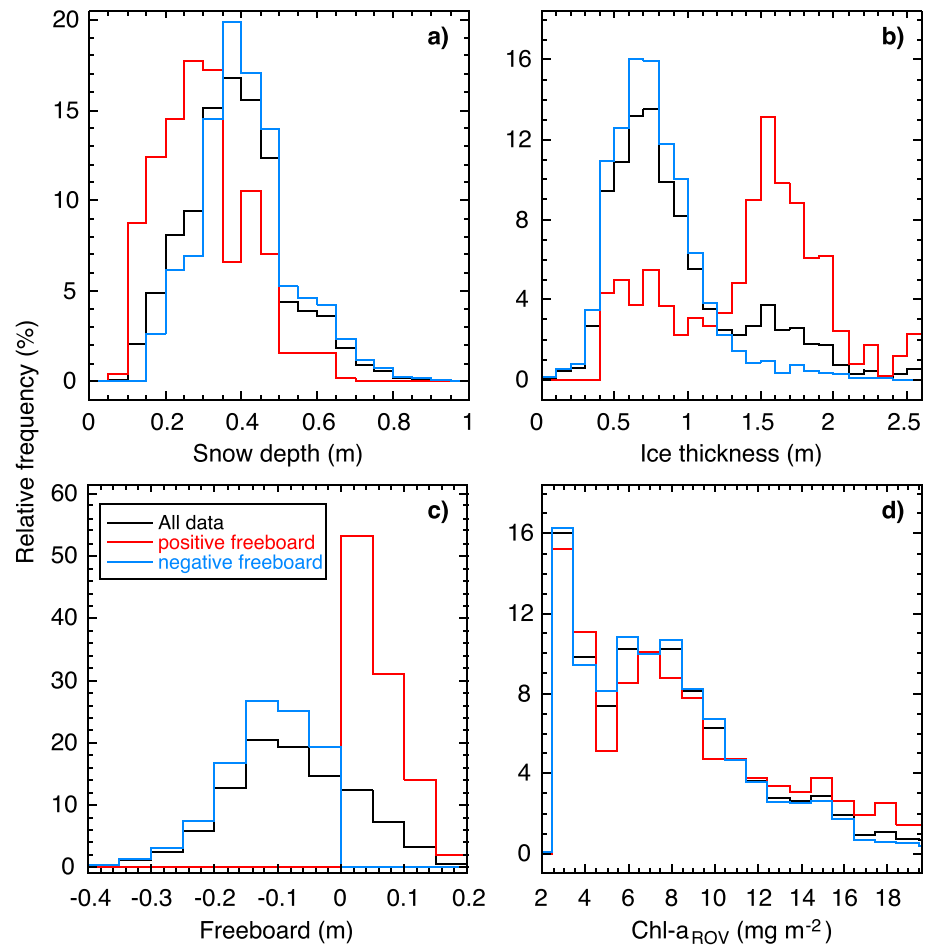 Relative frequency (%)
a)
20
15
10
5
0
0 0.2 0.4 0.6 0.8 1
Snow depth (m)
b)
16
12
8
4
0
0 0.5 1 1.5 2 2.5
Ice thickness (m)
c)
All data
positive freeboard
negative freeboard
60
50
40
30
20
10
0
-0.4 -0.3 -0.2 -0.1 0 0.1 0.2
Freeboard (m)
d)
16
12
8
4
0
2 4 6 8 10 12 14 16 18
Chl-a_ROV (mg m⁻²)